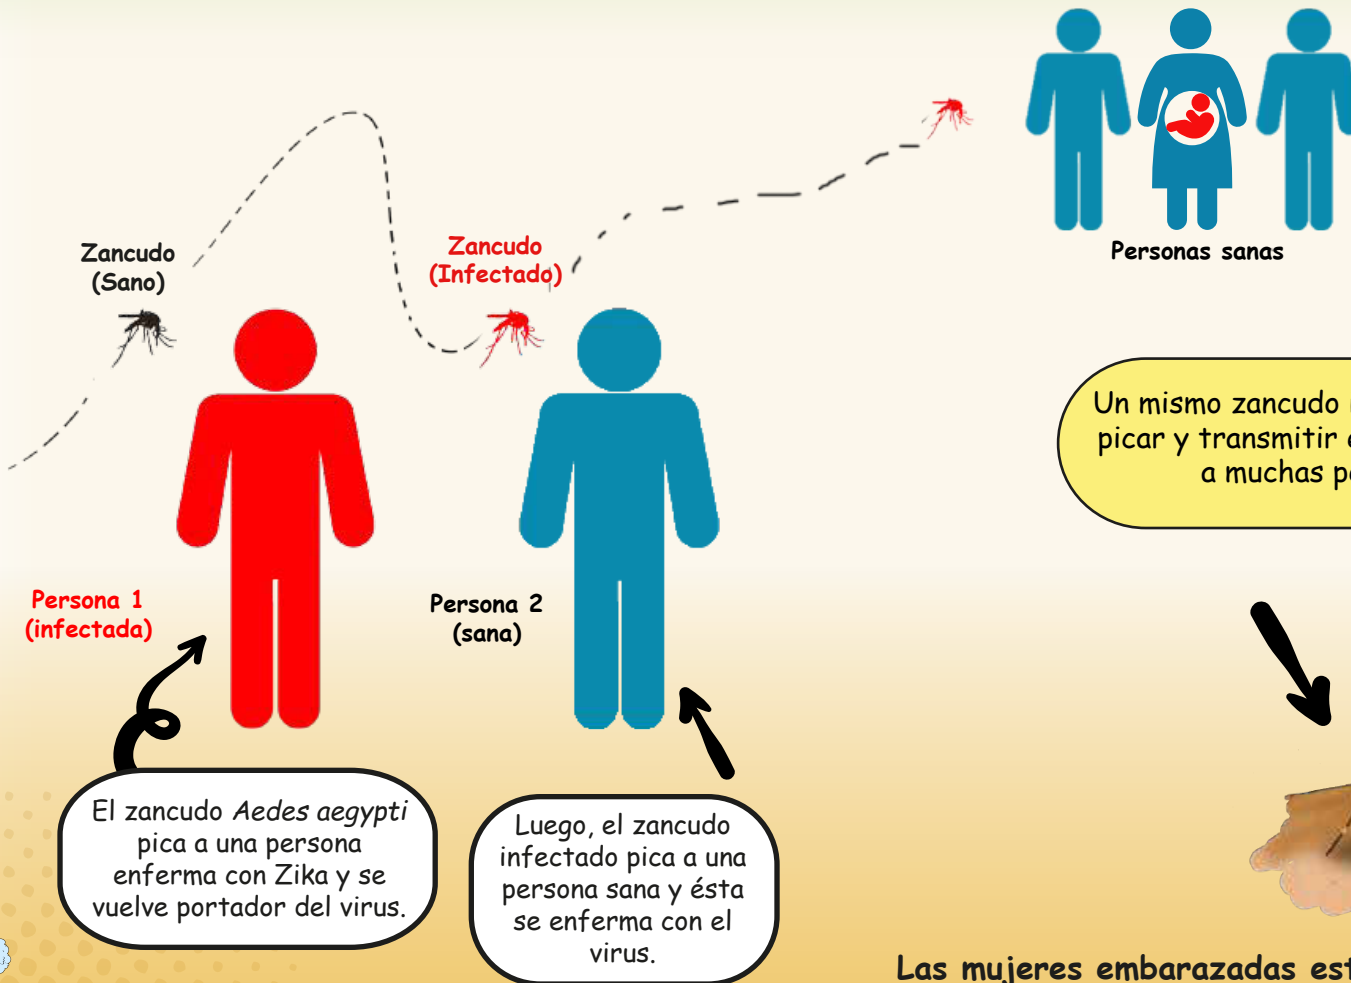 Zancudo
(Sano)
Zancudo
(Infectado)
Personas sanas
Persona 1
(infectada)
Persona 2
(sana)
Un mismo zancudo
picar y transmitir
a muchas
El zancudo Aedes aegypti
pica a una persona
enferma con Zika y se
vuelve portador del virus.
Luego, el zancudo
infectado pica a una
persona sana y ésta
se enferma con el
virus.
Las mujeres embarazadas